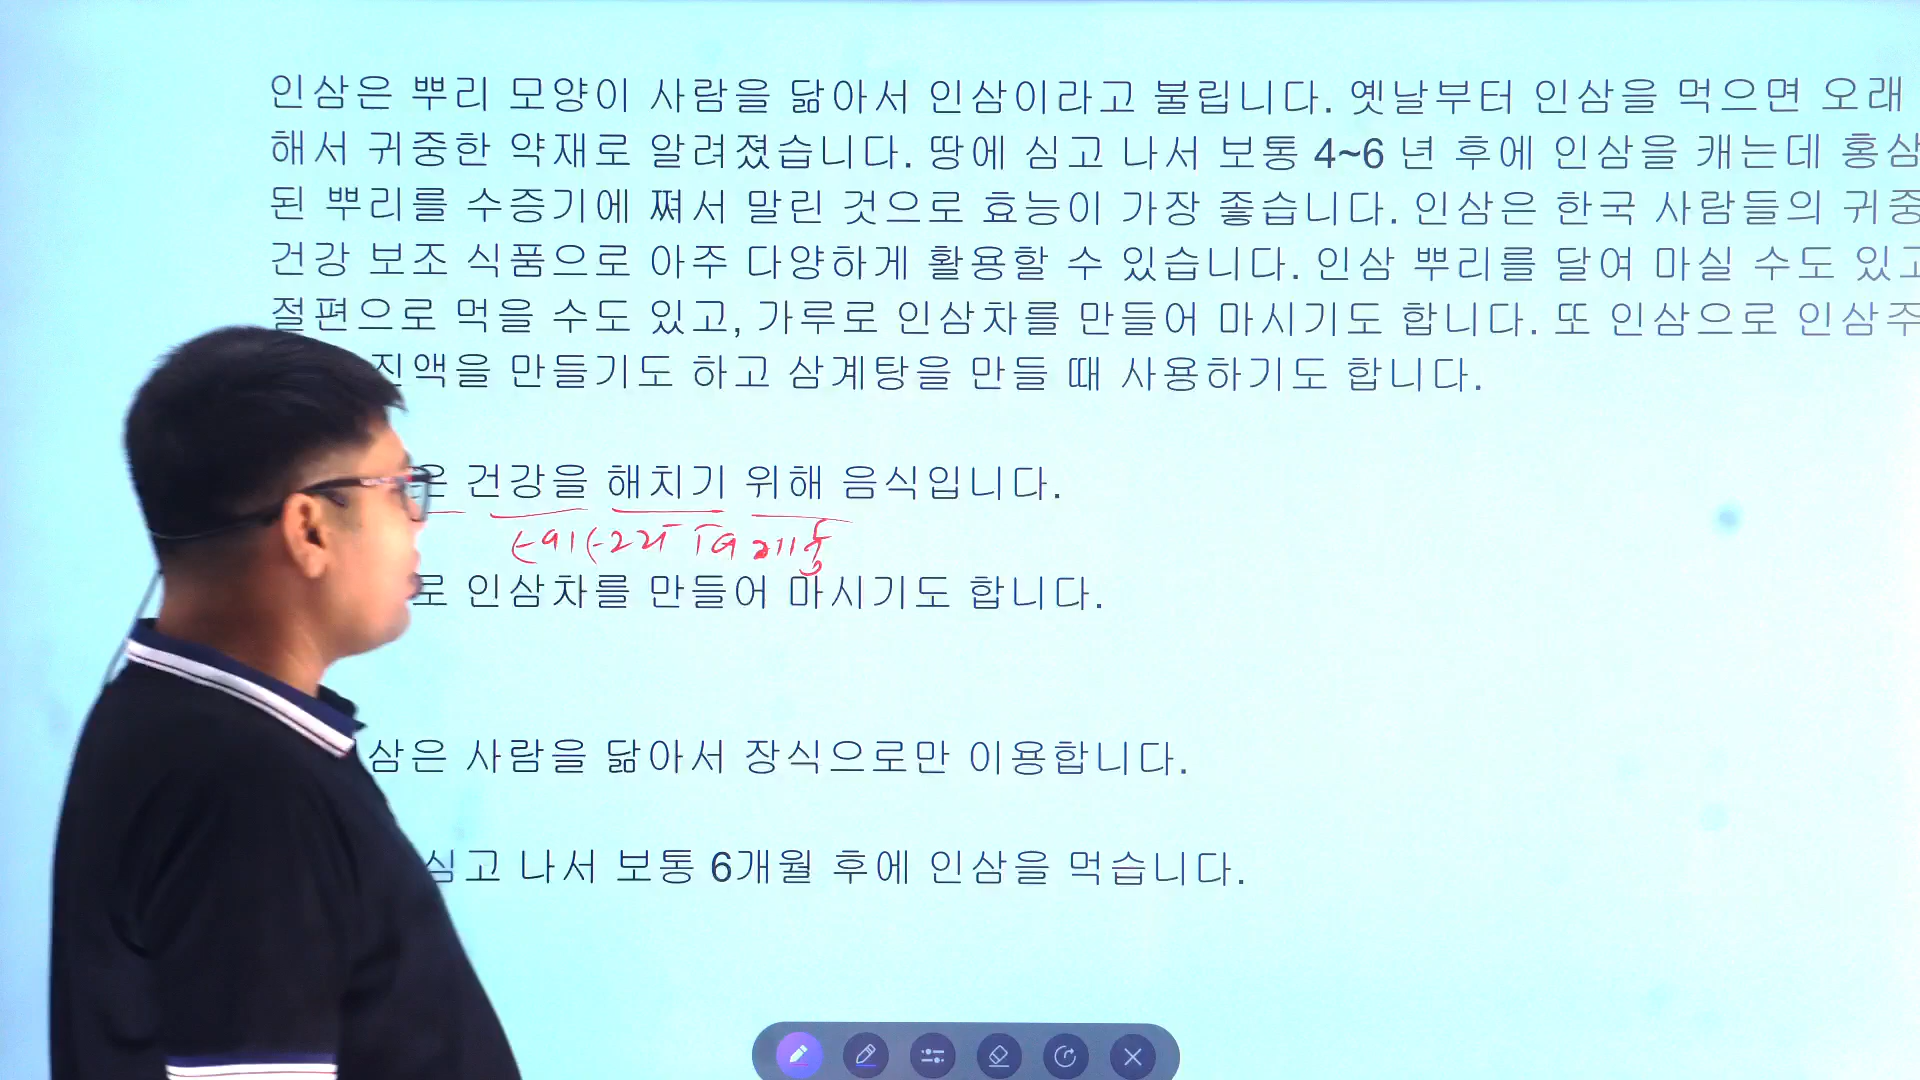 인삼은 뿌리 모양이 사람을 닮아서 인삼이라고 불립니다. 옛날부터 인삼을 먹으면 오래
해서 귀중한 약재로 알려졌습니다. 땅에 심고 나서 보통 4~6 년 후에 인삼을 캐는데 홍삼
된 뿌리를 수증기에 쪄서 말린 것으로 효능이 가장 좋습니다. 인삼은 한국 사람들의 귀중
건강 보조 식품으로 아주 다양하게 활용할 수 있습니다. 인삼 뿌리를 달여 마실 수도 있고
절편으로 먹을 수도 있고, 가루로 인삼차를 만들어 마시기도 합니다. 또 인삼으로 인삼주
진액을 만들기도 하고 삼계탕을 만들 때 사용하기도 합니다.
은 건강을 해치기 위해 음식입니다.
로 인삼차를 만들어 마시기도 합니다.
삼은 사람을 닮아서 장식으로만 이용합니다.
심고 나서 보통 6개월 후에 인삼을 먹습니다.